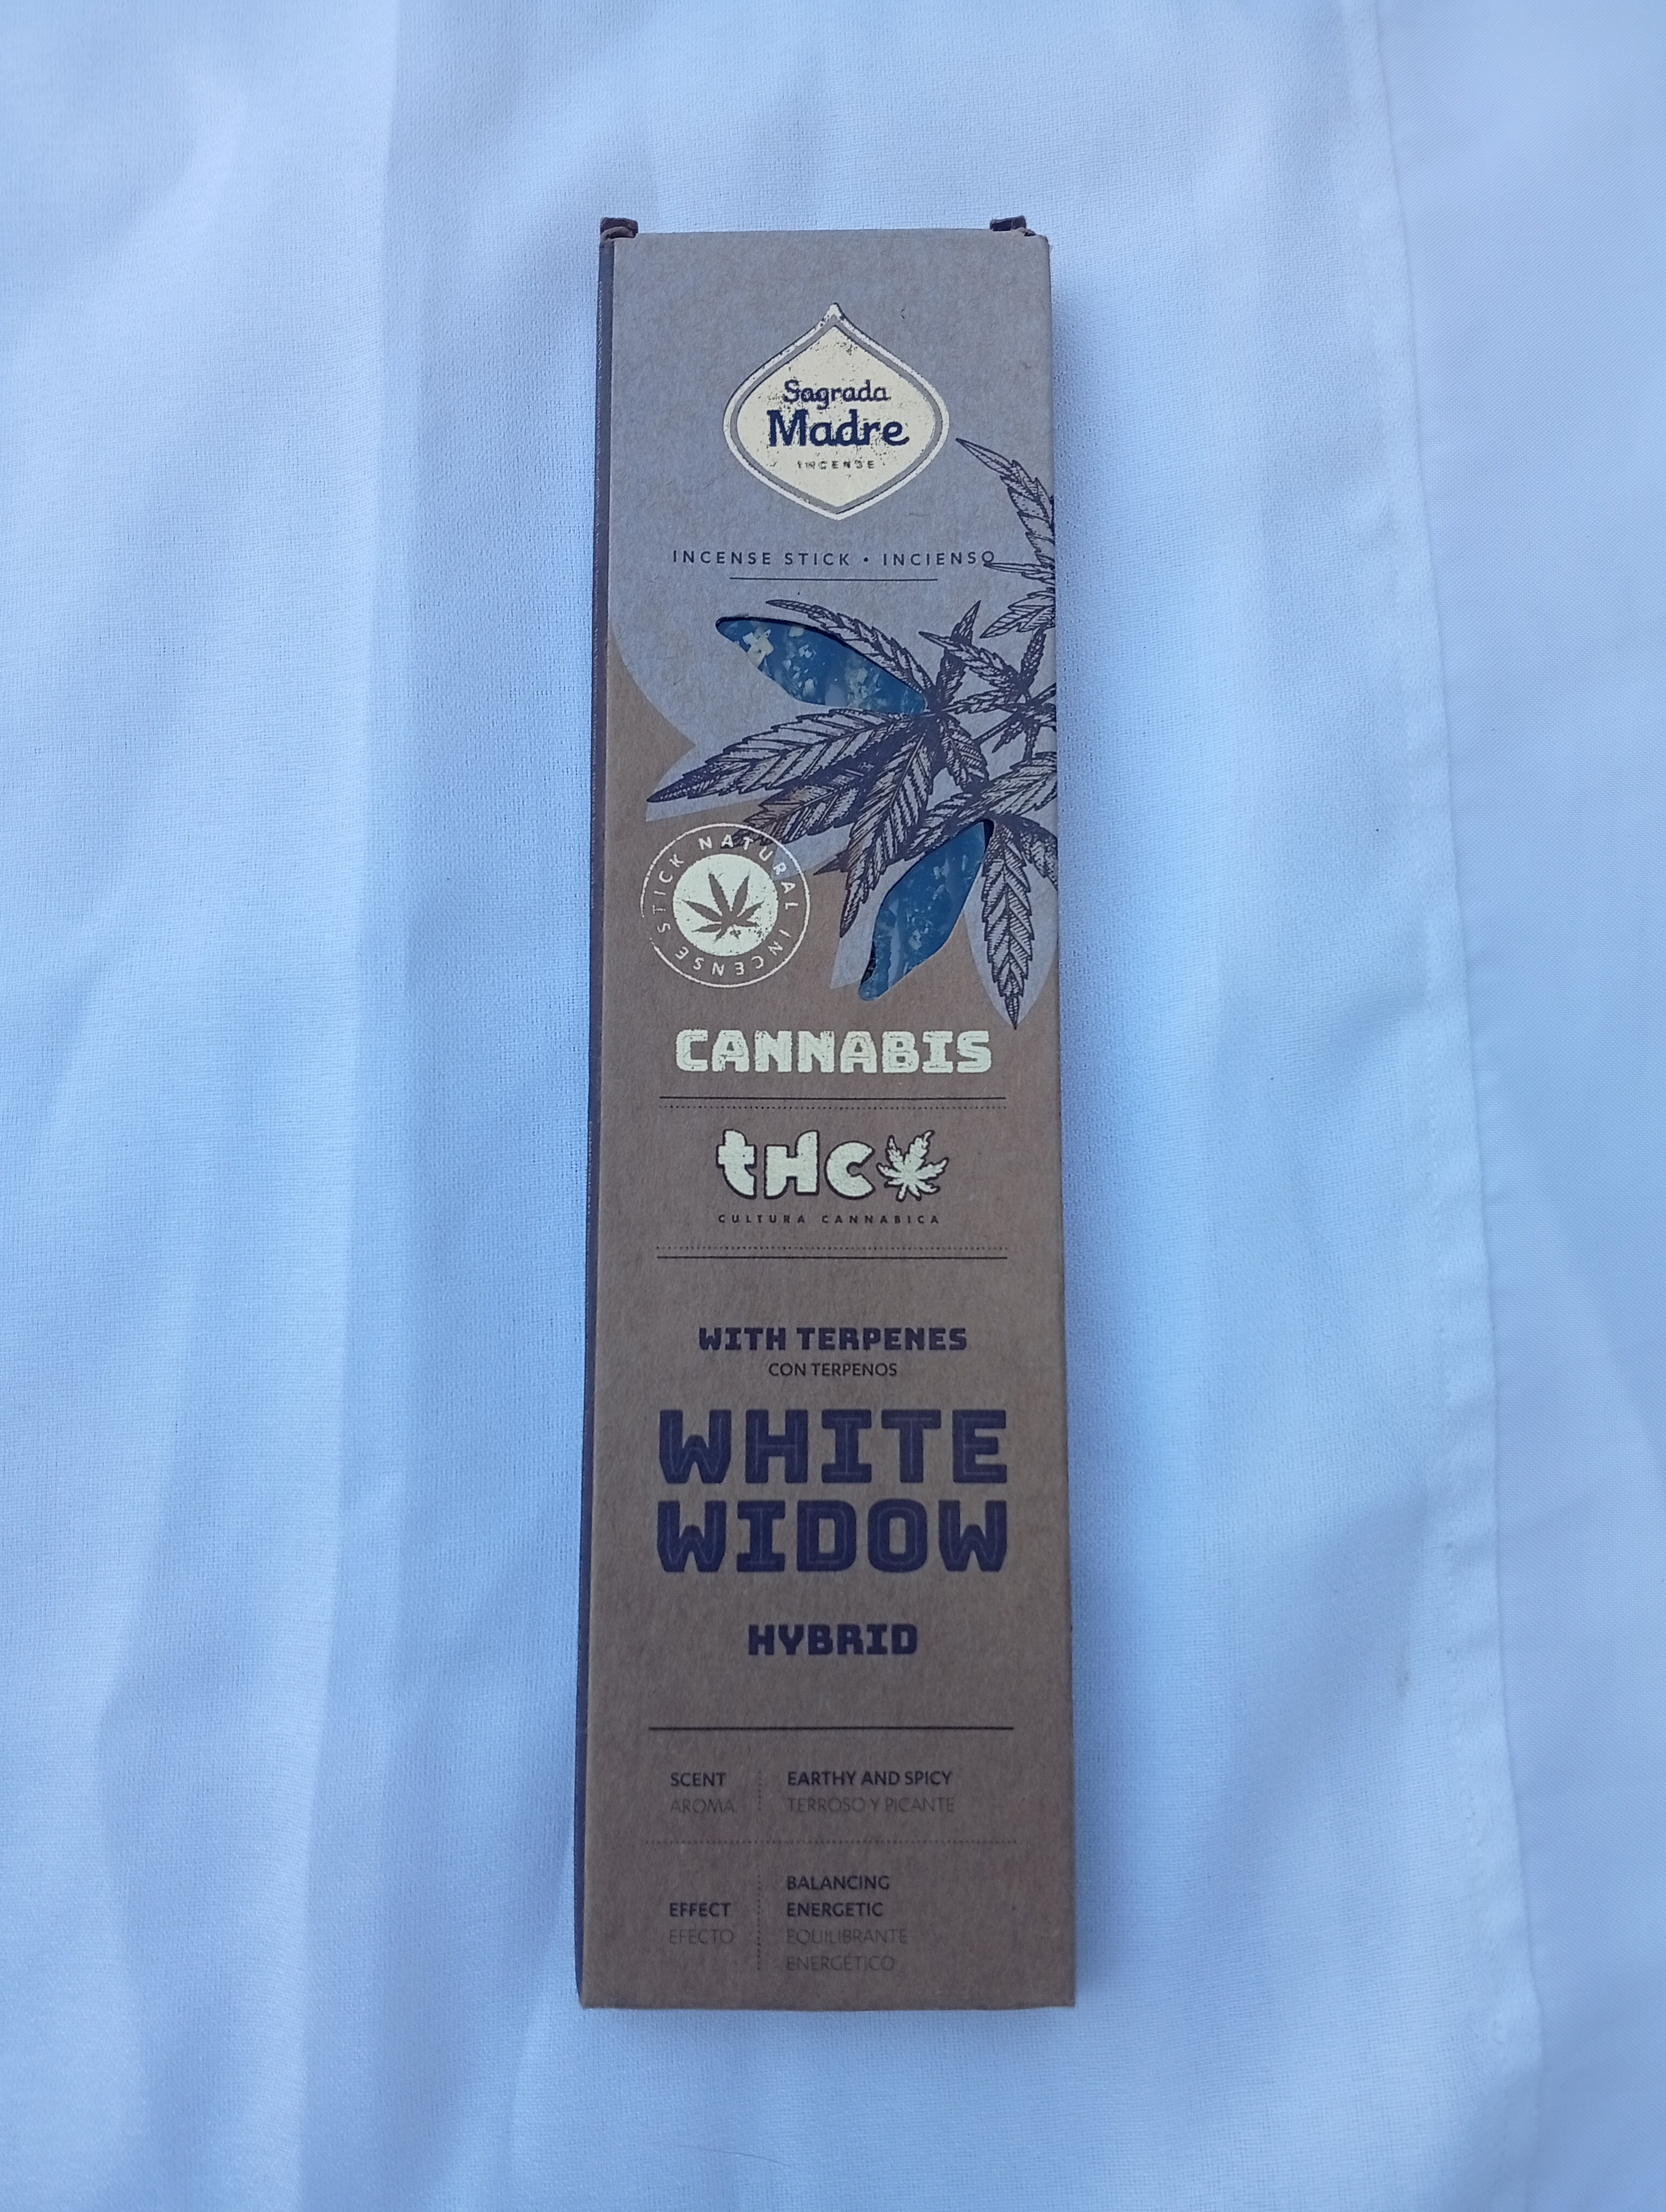 Sagrada
Madre
INCENSE
INCENSE STICK • INCIENSO
NATURAL INCENSE STICK
CANNABIS
tHC
CULTURA CANNABICA
WITH TERPENES
CON TERPENOS
WHITE
WIDOW
HYBRID
SCENT EARTHY AND SPICY
AROMA TERROSO Y PICANTE
BALANCING
EFFECT ENERGETIC
EFECTO EQUILIBRANTE
ENERGÉTICO